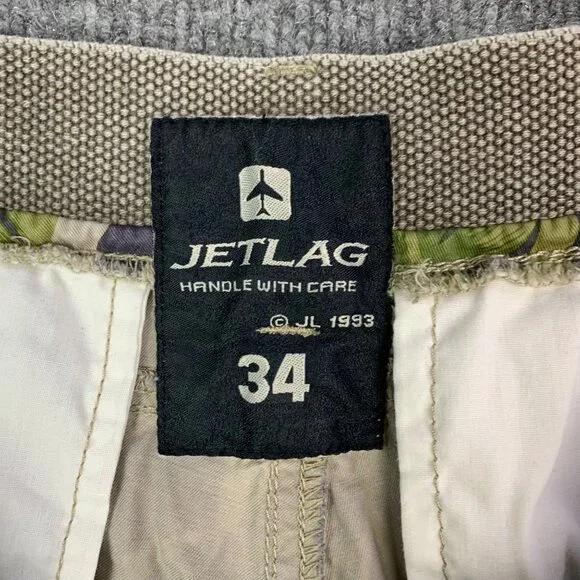 JETLAG
HANDLE WITH CARE
© JL 1993
34